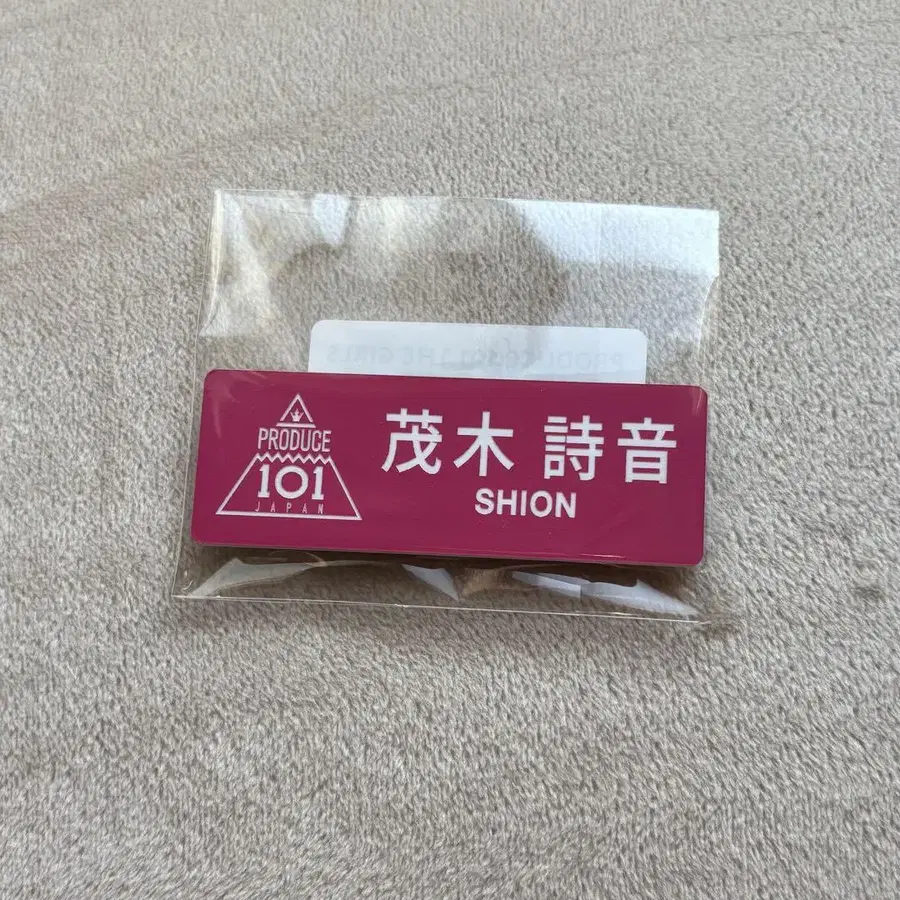 PRODUCE
101
JAPAN
茂木 詩音
SHION